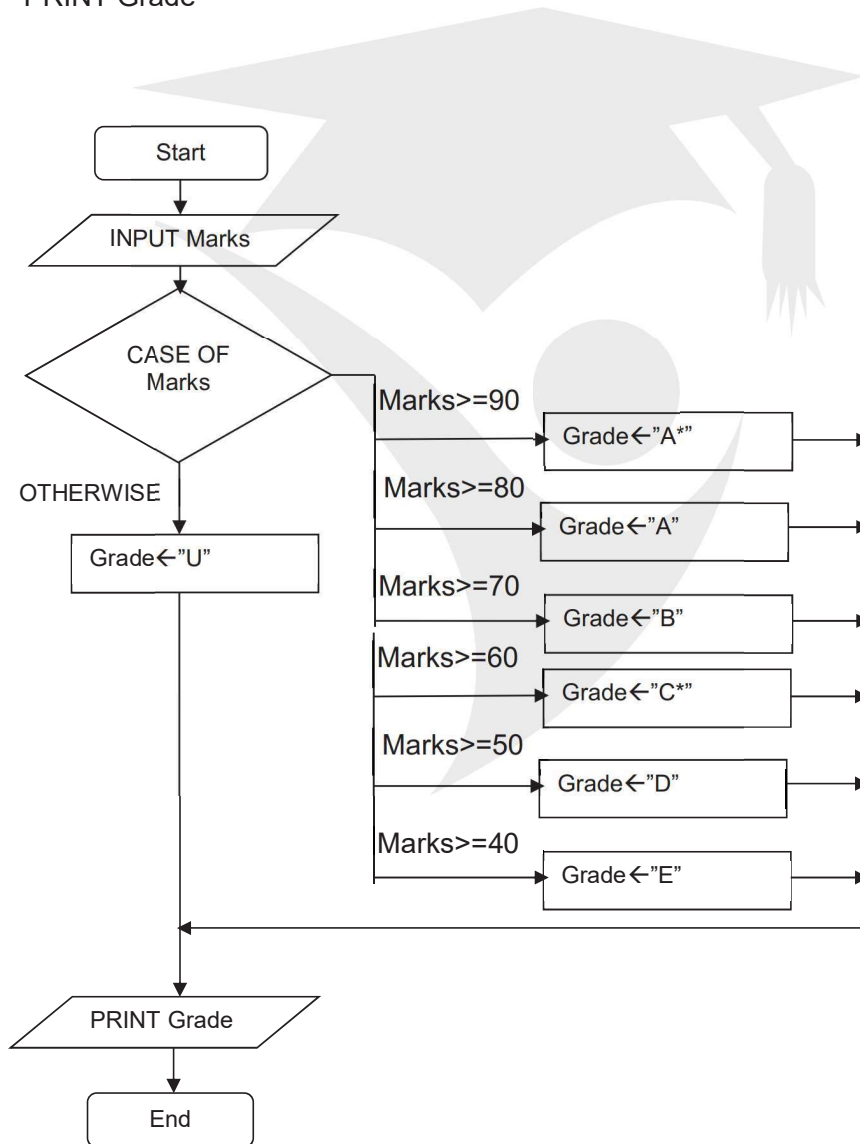 PRINT Grade
Start
INPUT Marks
CASE OF
Marks
Marks>=90
Grade←”A*”
Marks>=80
Grade←”A”
OTHERWISE
Grade←”U”
Marks>=70
Grade←”B”
Marks>=60
Grade←”C*”
Marks>=50
Grade←”D”
Marks>=40
Grade←”E”
PRINT Grade
End